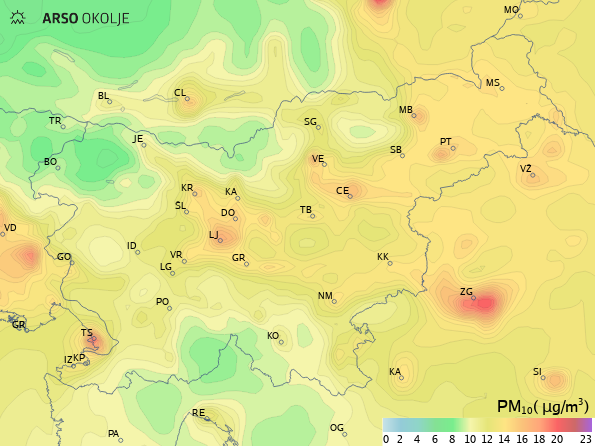 ARSO OKOLJE
MO
BL
CL
MS
TR
SG
MB
JE
BO
VE
SB
PT
KR
KA
CE
VŽ
ŠL
DO
TB
VD
LJ
GO
ID
VR
GR
KK
LG
PO
NM
ZG
GR
TS
KO
IZ
KP
KA
SI
RE
PA
OG
PM10( µg/m3)
0 2 4 6 8 10 12 14 16 18 20 23